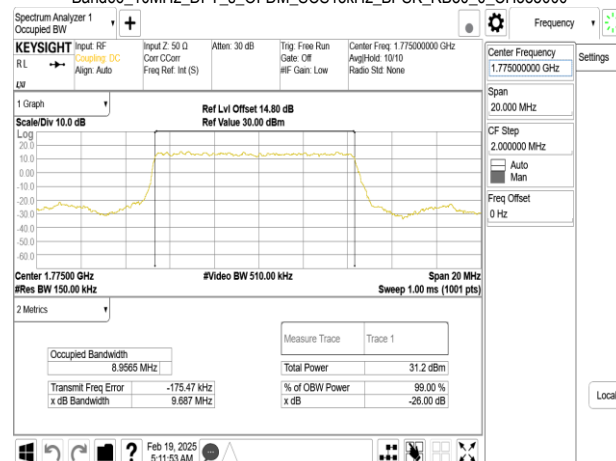 Spectrum Analyzer 1
Occupied BW
Frequency
KEYSIGHT
RL
LXI
Input: RF
Coupling: DC
Align: Auto
Input Z: 50 Ω
Corr CCorr
Freq Ref: Int (S)
Atten: 30 dB
Trig: Free Run
Gate: Off
#IF Gain: Low
Center Freq: 1.775000000 GHz
Avg|Hold: 10/10
Radio Std: None
Center Frequency
1.775000000 GHz
Settings
Span
20.000 MHz
CF Step
2.000000 MHz
Auto
Man
Freq Offset
0 Hz
Local
1 Graph
Scale/Div 10.0 dB
Ref Lvl Offset 14.80 dB
Ref Value 30.00 dBm
Log
20.0
10.0
0.00
-10.0
-20.0
-30.0
-40.0
-50.0
-60.0
Center 1.77500 GHz
#Res BW 150.00 kHz
#Video BW 510.00 kHz
Span 20 MHz
Sweep 1.00 ms (1001 pts)
2 Metrics
Measure Trace Trace 1
Occupied Bandwidth
8.9565 MHz
Total Power 31.2 dBm
Transmit Freq Error -175.47 kHz
% of OBW Power 99.00 %
x dB Bandwidth 9.687 MHz
x dB -26.00 dB
?
Feb 19, 2025
5:11:53 AM